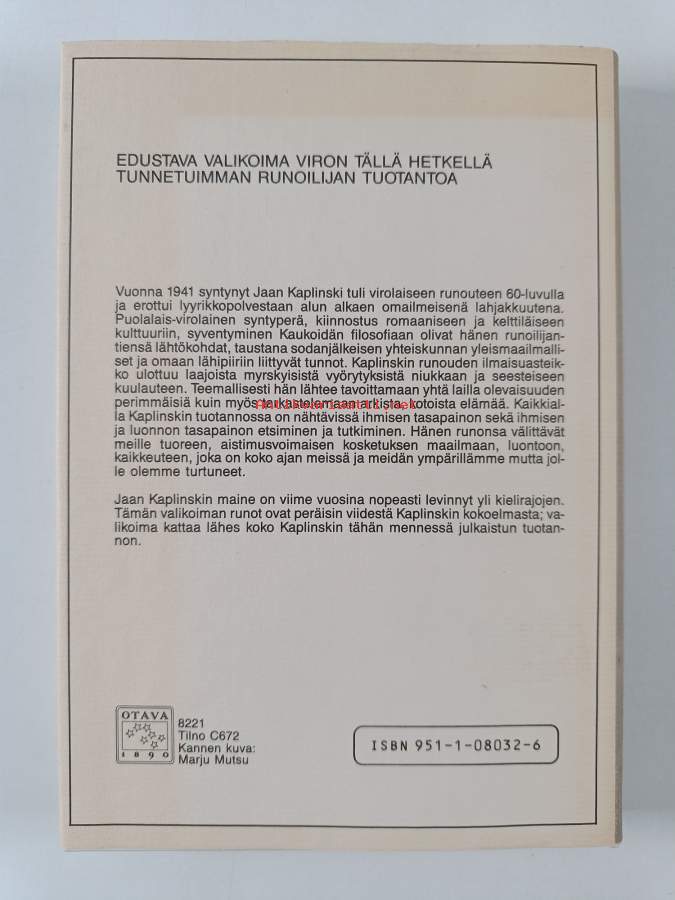 EDUSTAVA VALIKOIMA VIRON TÄLLÄ HETKELLÄ
TUNNETUIMMAN RUNOILIJAN TUOTANTOA
Vuonna 1941 syntynyt Jaan Kaplinski tuli virolaiseen runouteen 60-luvulla
ja erottui lyyrikkopolvestaan alun alkaen omailmeisenä lahjakkuutena.
Puolalais-virolainen syntyperä, kiinnostus romaaniseen ja kelttiläiseen
kulttuuriin, syventyminen Kaukoidän filosofiaan olivat hänen runoilijan-
tiensä lähtökohdat, taustana sodanjälkeisen yhteiskunnan yleismaailmalli-
set ja omaan lähipiiriin liittyvät tunnot. Kaplinskin runouden ilmaisuasteik-
ko ulottuu laajoista myrskyisistä vyörytyksistä niukkaan ja seesteiseen
kuulauteen. Teemallisesti hän lähtee tavoittamaan yhtä lailla olevaisuuden
perimmäisiä kuin myös tarkastelemaan arkista, kotoista elämää. Kaikkial-
la Kaplinskin tuotannossa on nähtävissä ihmisen tasapainon sekä ihmisen
ja luonnon tasapainon etsiminen ja tutkiminen. Hänen runonsa välittävät
meille tuoreen, aistimusvoimaisen kosketuksen maailmaan, luontoon,
kaikkeuteen, joka on koko ajan meissä ja meidän ympärillämme mutta jol-
le olemme turtuneet.
Jaan Kaplinskin maine on viime vuosina nopeasti levinnyt yli kielirajojen.
Tämän valikoiman runot ovat peräisin viidestä Kaplinskin kokoelmasta; va-
likoima kattaa lähes koko Kaplinskin tähän mennessä julkaistun tuotan-
non.
OTAVA
1890
8221
Tilno C672
Kannen kuva:
Marju Mutsu
ISBN 951-1-08032-6